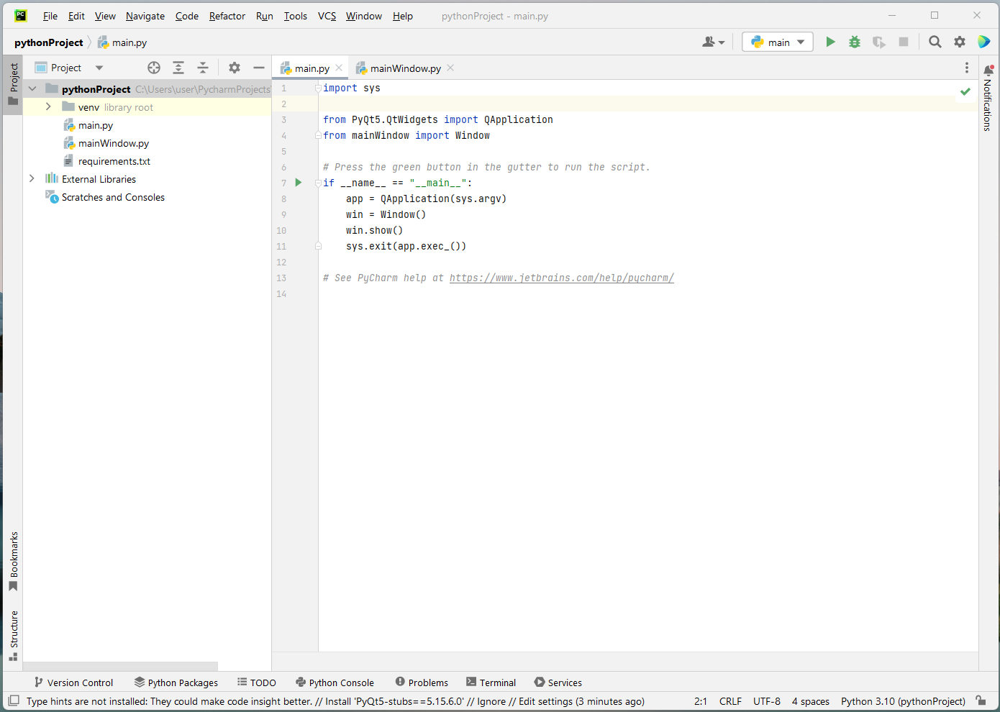 PC
File Edit View Navigate Code Refactor Run Tools VCS Window Help pythonProject - main.py
pythonProject main.py main
Project
Project
main.py mainWindow.py
pythonProject C:\Users\user\PycharmProjects\
venv library root
main.py
mainWindow.py
requirements.txt
External Libraries
Scratches and Consoles
1 import sys
2
3 from PyQt5.QtWidgets import QApplication
4 from mainWindow import Window
5
6 # Press the green button in the gutter to run the script.
7 if __name__ == "__main__":
8 app = QApplication(sys.argv)
9 win = Window()
10 win.show()
11 sys.exit(app.exec_())
12
13 # See PyCharm help at https://www.jetbrains.com/help/pycharm/
14
Notifications
Bookmarks
Structure
Version Control Python Packages TODO Python Console Problems Terminal Services
Type hints are not installed: They could make code insight better. // Install 'PyQt5-stubs==5.15.6.0' // Ignore // Edit settings (3 minutes ago) 2:1 CRLF UTF-8 4 spaces Python 3.10 (pythonProject)